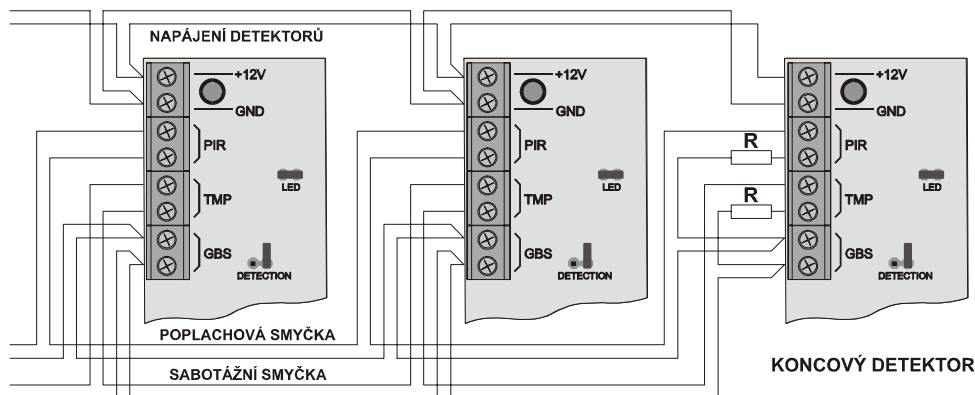 NAPÁJENÍ DETEKTORŮ
+12V
GND
PIR
LED
TMP
GBS
DETECTION
+12V
GND
PIR
LED
TMP
GBS
DETECTION
+12V
GND
R
PIR
LED
R
TMP
GBS
DETECTION
POPLACHOVÁ SMYČKA
SABOTÁŽNÍ SMYČKA
KONCOVÝ DETEKTOR